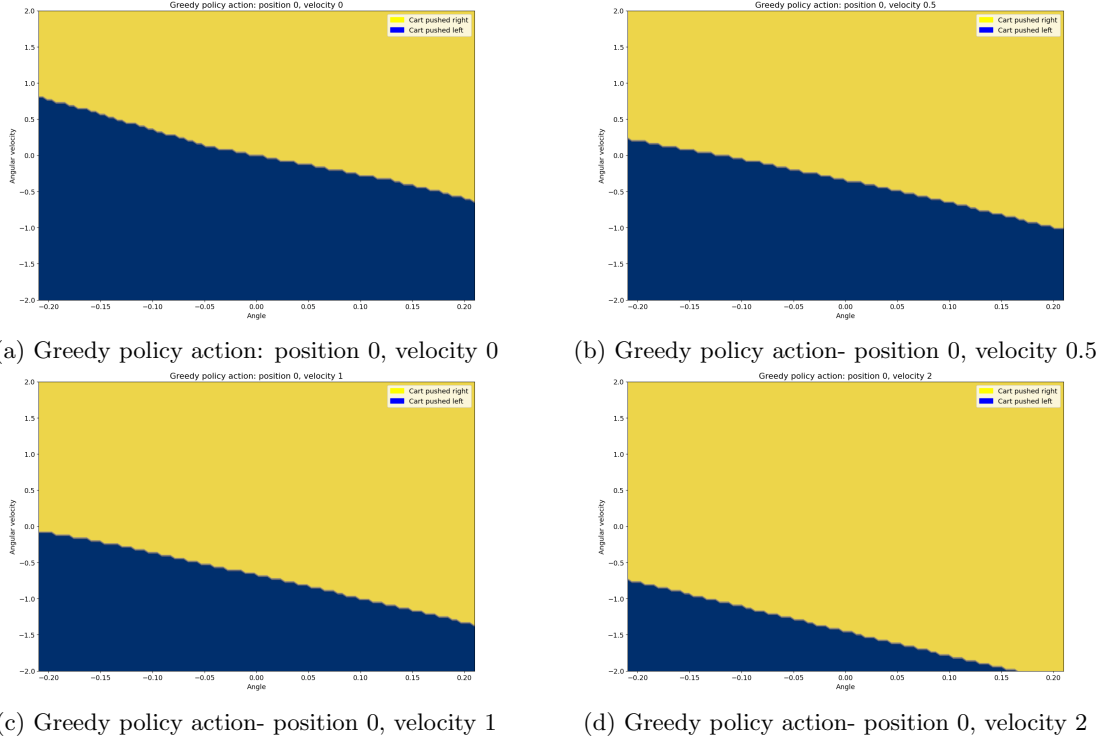 Greedy policy action: position 0, velocity 0
Cart pushed right
Cart pushed left
2.0
1.5
1.0
0.5
0.0
−0.5
−1.0
−1.5
−2.0
Angular velocity
−0.20 −0.15 −0.10 −0.05 0.00 0.05 0.10 0.15 0.20
Angle
a) Greedy policy action: position 0, velocity 0
Greedy policy action: position 0, velocity 0.5
Cart pushed right
Cart pushed left
2.0
1.5
1.0
0.5
0.0
−0.5
−1.0
−1.5
−2.0
Angular velocity
−0.20 −0.15 −0.10 −0.05 0.00 0.05 0.10 0.15 0.20
Angle
(b) Greedy policy action- position 0, velocity 0.5
Greedy policy action: position 0, velocity 1
Cart pushed right
Cart pushed left
2.0
1.5
1.0
0.5
0.0
−0.5
−1.0
−1.5
−2.0
Angular velocity
−0.20 −0.15 −0.10 −0.05 0.00 0.05 0.10 0.15 0.20
Angle
(c) Greedy policy action- position 0, velocity 1
Greedy policy action: position 0, velocity 2
Cart pushed right
Cart pushed left
2.0
1.5
1.0
0.5
0.0
−0.5
−1.0
−1.5
−2.0
Angular velocity
−0.20 −0.15 −0.10 −0.05 0.00 0.05 0.10 0.15 0.20
Angle
(d) Greedy policy action- position 0, velocity 2